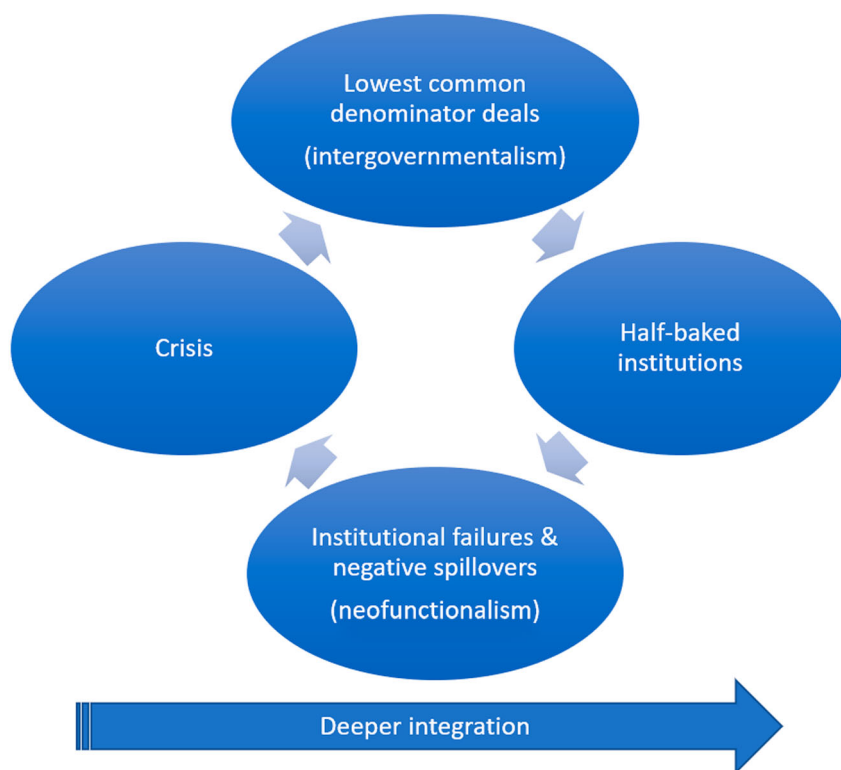 Lowest common
denominator deals
(intergovernmentalism)
Crisis
Half-baked
institutions
Institutional failures &
negative spillovers
(neofunctionalism)
Deeper integration